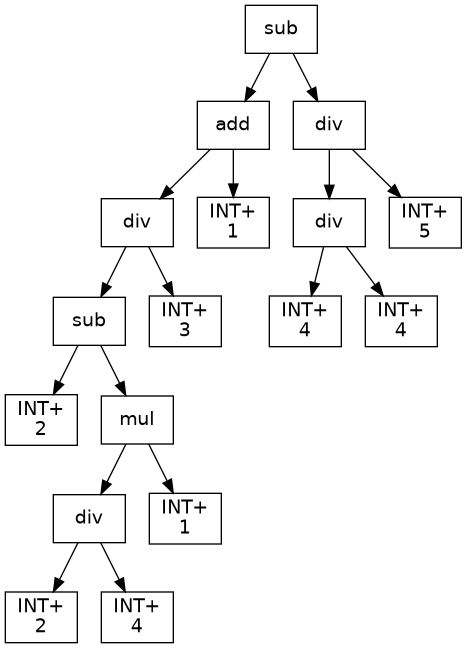 sub
add
div
div
INT+
1
div
INT+
5
sub
INT+
3
INT+
4
INT+
4
INT+
2
mul
div
INT+
1
INT+
2
INT+
4